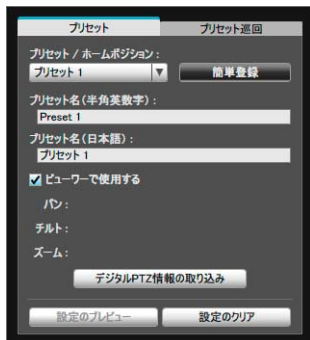 プリセット プリセット巡回
プリセット / ホームポジション :
プリセット 1 簡単登録
プリセット名(半角英数字) :
Preset 1
プリセット名(日本語) :
プリセット 1
ビューワーで使用する
パン :
チルト :
ズーム :
デジタルPTZ情報の取り込み
設定のプレビュー 設定のクリア